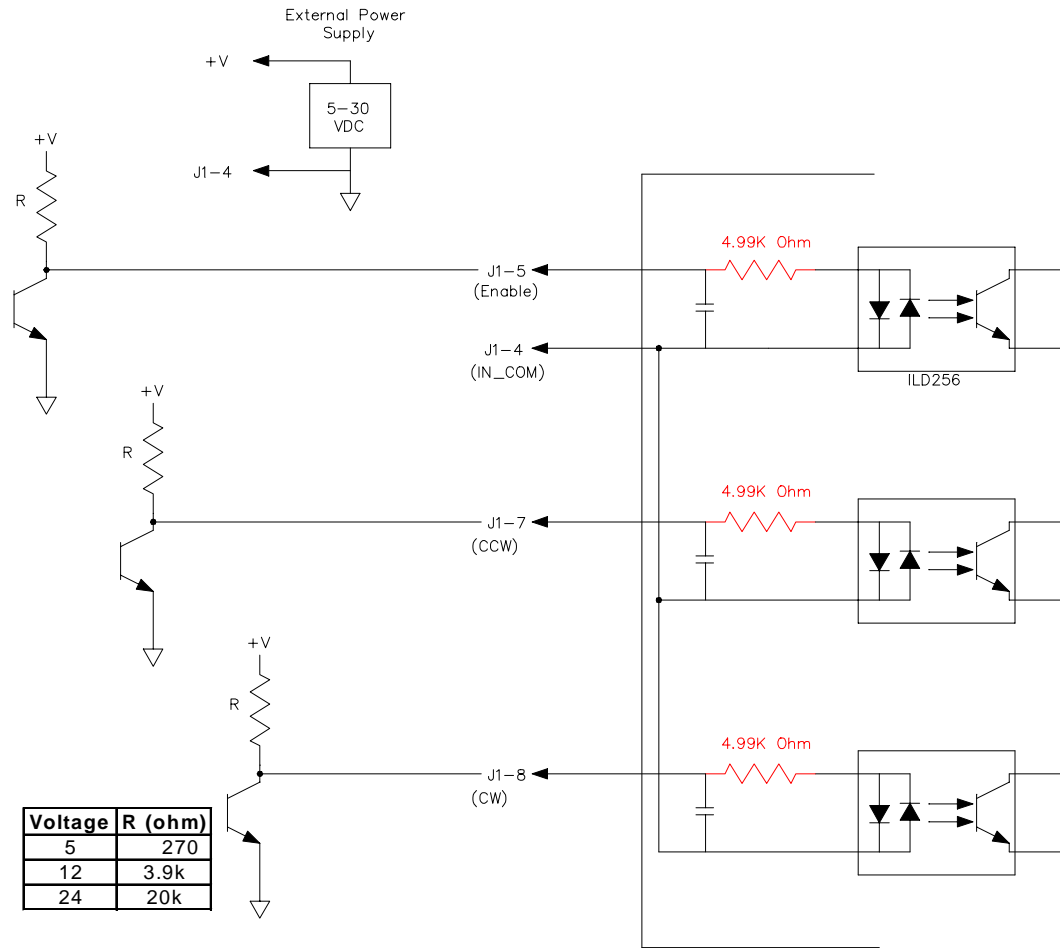 External Power
Supply
+V
5-30
VDC
J1-4
+V
R
4.99K Ohm
J1-5
(Enable)
J1-4
(IN_COM)
ILD256
+V
R
4.99K Ohm
J1-7
(CCW)
+V
R
4.99K Ohm
J1-8
(CW)
Voltage R (ohm)
5 270
12 3.9k
24 20k